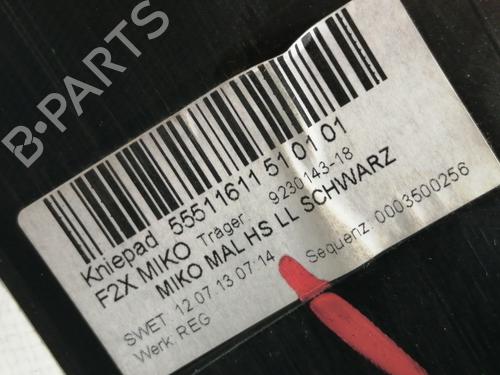 B-PARTS
Kniepad 55511611 51 01 01
F2X MIKO Träger. 9230143-18
MIKO MAL HS LL SCHWARZ
SWET 12.07.13 07:14 Sequenz: 0003500256
Werk: REG